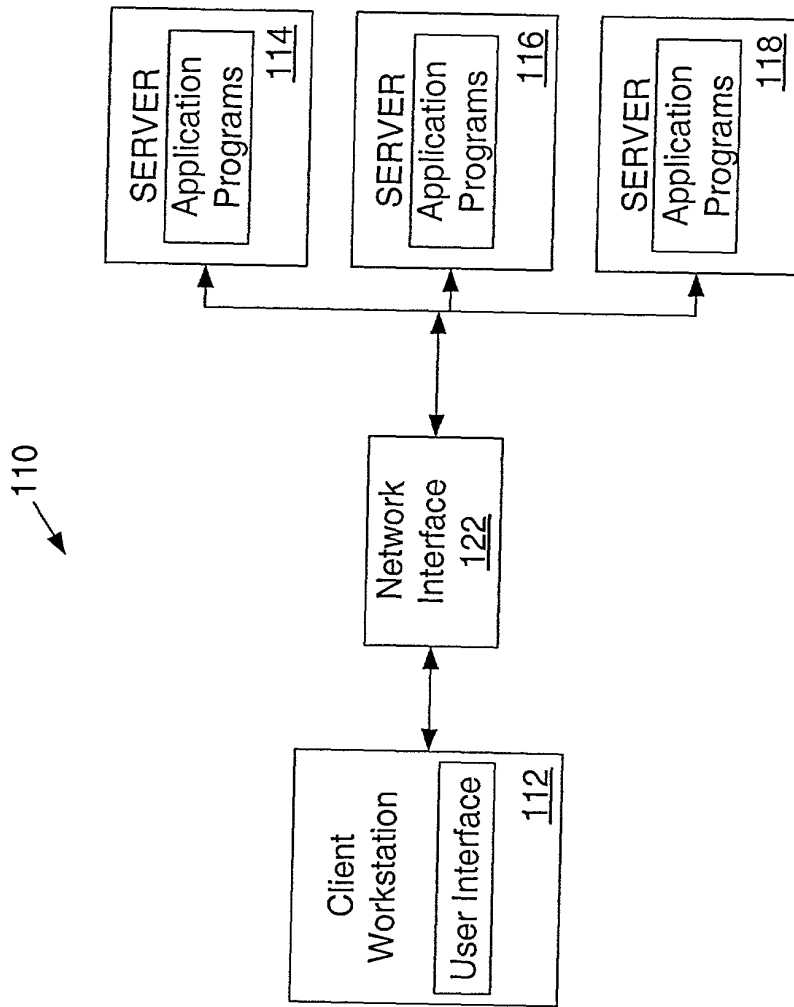 110
Client
Workstation
User Interface
112
Network
Interface
122
SERVER
Application
Programs
114
SERVER
Application
Programs
116
SERVER
Application
Programs
118